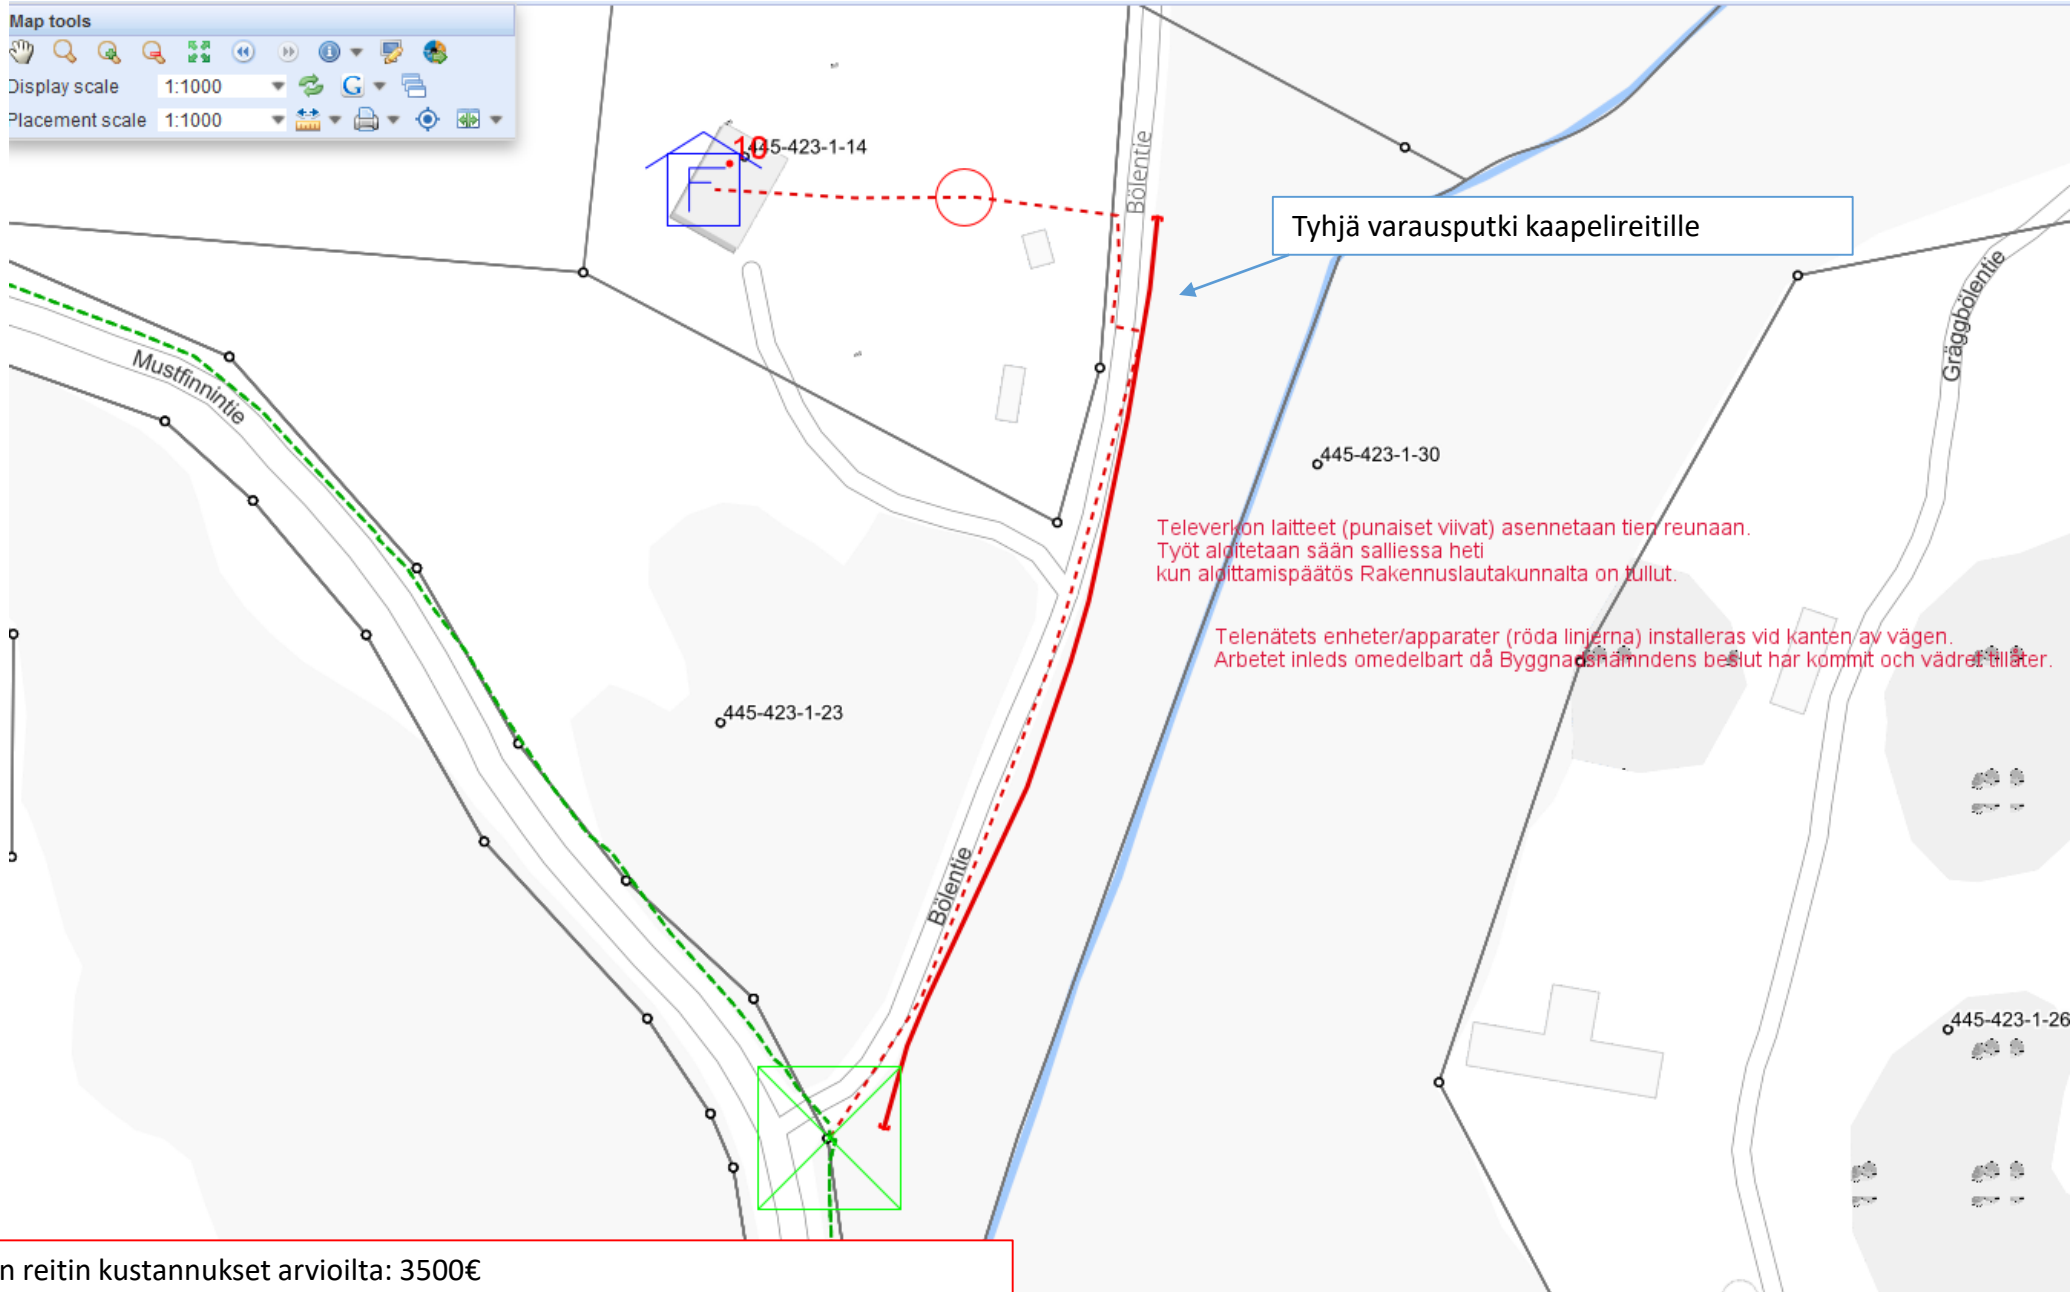 Map tools
Display scale 1:1000
G
Placement scale 1:1000
10
445-423-1-14
F
Bölentie
Tyhjä varausputki kaapelireitille
Gräggbölentie
Mustfinnintie
445-423-1-30
Televerkon laitteet (punaiset viivat) asennetaan tien reunaan.
Työt aloitetaan sään salliessa heti
kun aloittamispäätös Rakennuslautakunnalta on tullut.
Telenätets enheter/apparater (röda linjerna) installeras vid kanten av vägen.
Arbetet inleds omedelbart då Byggnadsnämndens beslut har kommit och vädret tillåter.
445-423-1-23
Bölentie
445-423-1-26
n reitin kustannukset arvioilta: 3500€